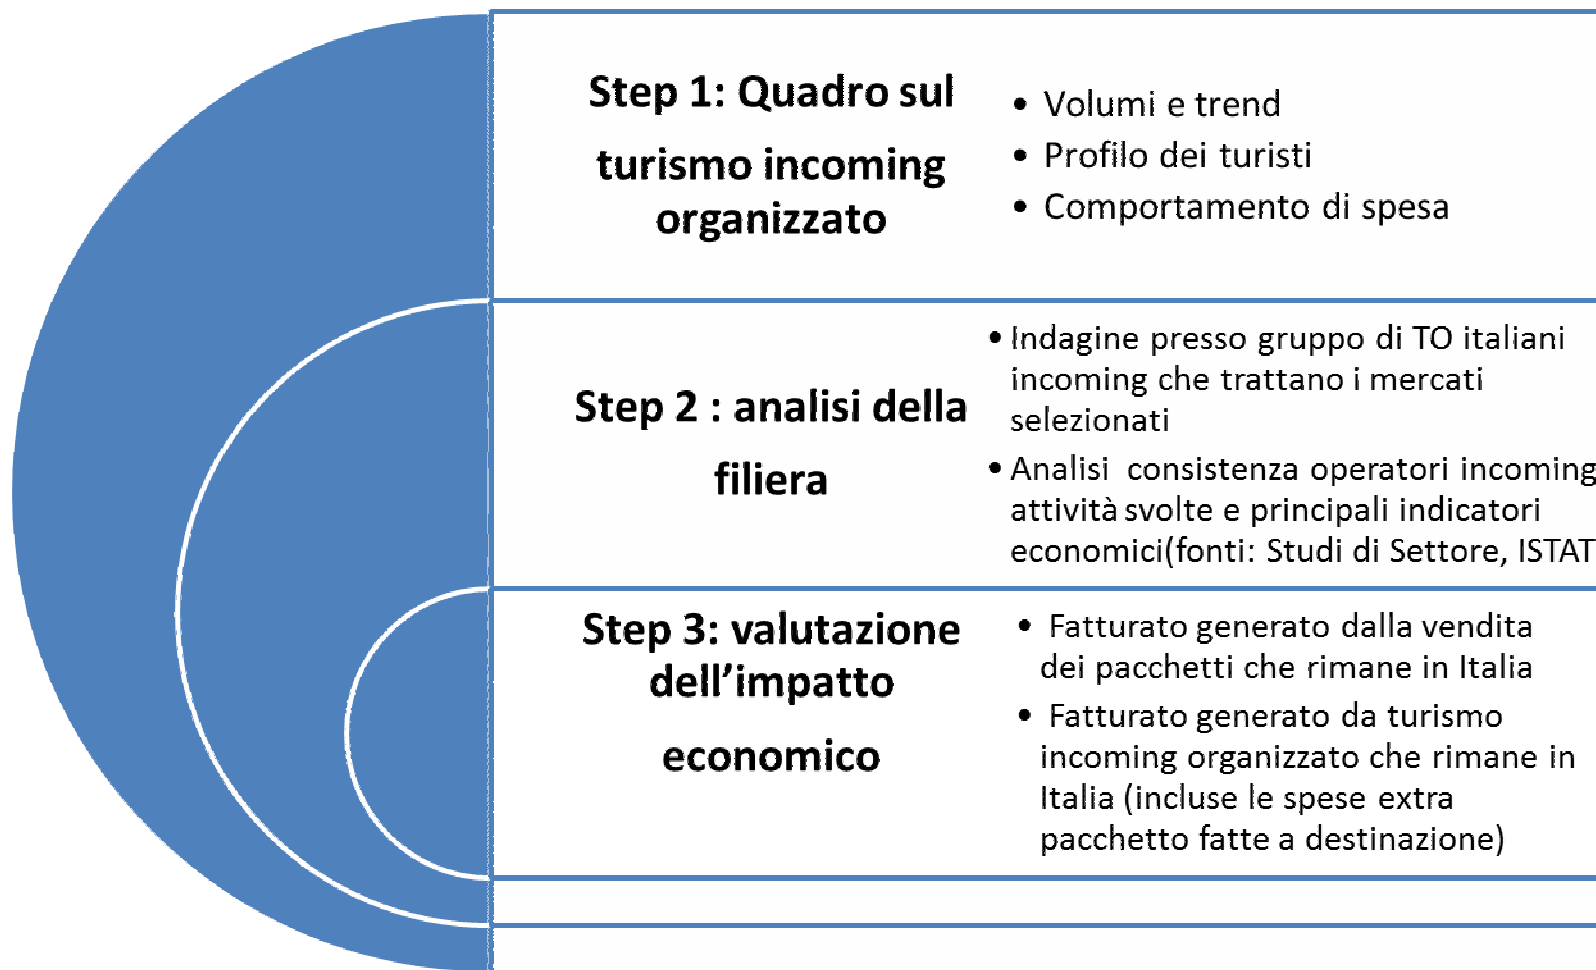 Step 1: Quadro sul
turismo incoming
organizzato
• Volumi e trend
• Profilo dei turisti
• Comportamento di spesa
Step 2 : analisi della
filiera
• Indagine presso gruppo di TO italiani
incoming che trattano i mercati
selezionati
• Analisi consistenza operatori incoming
attività svolte e principali indicatori
economici(fonti: Studi di Settore, ISTAT
Step 3: valutazione
dell’impatto
economico
• Fatturato generato dalla vendita
dei pacchetti che rimane in Italia
• Fatturato generato da turismo
incoming organizzato che rimane in
Italia (incluse le spese extra
pacchetto fatte a destinazione)